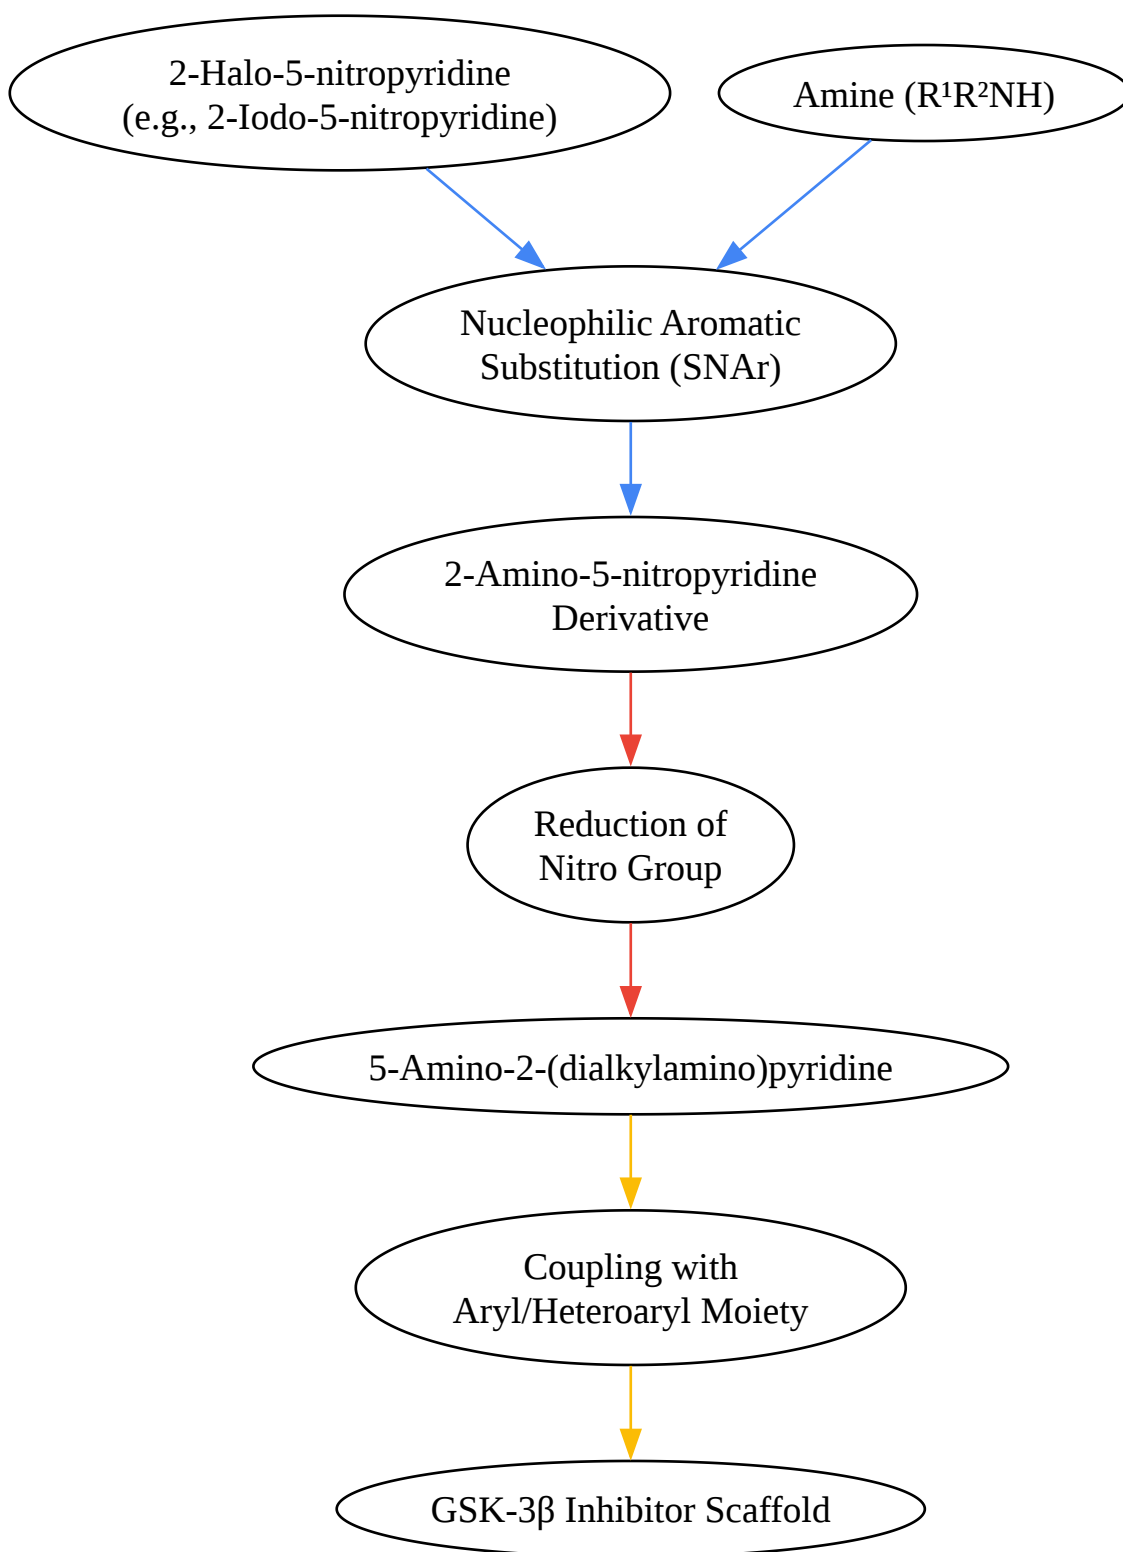 2-Halo-5-nitropyridine
(e.g., 2-Iodo-5-nitropyridine)
Amine (R¹R²NH)
Nucleophilic Aromatic
Substitution (SNAr)
2-Amino-5-nitropyridine
Derivative
Reduction of
Nitro Group
5-Amino-2-(dialkylamino)pyridine
Coupling with
Aryl/Heteroaryl Moiety
GSK-3β Inhibitor Scaffold